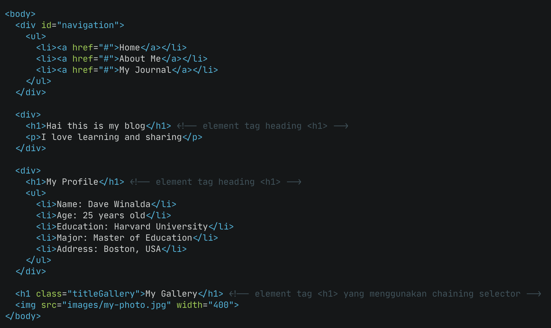 <body>
<div id="navigation">
<ul>
<li><a href="#">Home</a></li>
<li><a href="#">About Me</a></li>
<li><a href="#">My Journal</a></li>
</ul>
</div>
<div>
<h1>Hai this is my blog</h1> <!-- element tag heading <h1> -->
<p>I love learning and sharing</p>
</div>
<div>
<h1>My Profile</h1> <!-- element tag heading <h1> -->
<ul>
<li>Name: Dave Winalda</li>
<li>Age: 25 years old</li>
<li>Education: Harvard University</li>
<li>Major: Master of Education</li>
<li>Address: Boston, USA</li>
</ul>
</div>
<h1 class="titleGallery">My Gallery</h1> <!-- element tag <h1> yang menggunakan chaining selector -->
<img src="images/my-photo.jpg" width="400">
</body>